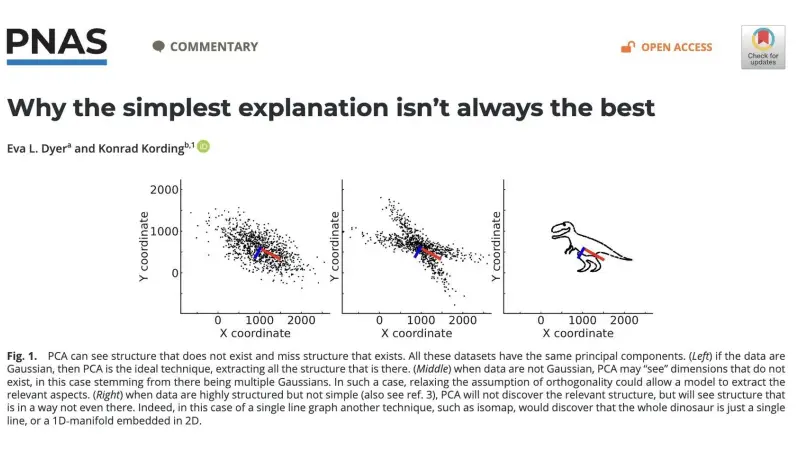 PNAS
COMMENTARY
OPEN ACCESS
Check for
updates
Why the simplest explanation isn’t always the best
Eva L. Dyerᵃ and Konrad Kordingᵇ,¹ iD
2000
1000
0
Y coordinate
0 1000 2000
X coordinate
Y coordinate
0 1000 2000
X coordinate
Y coordinate
0 1000 2000
X coordinate
Fig. 1. PCA can see structure that does not exist and miss structure that exists. All these datasets have the same principal components. (Left) if the data are
Gaussian, then PCA is the ideal technique, extracting all the structure that is there. (Middle) when data are not Gaussian, PCA may “see” dimensions that do not
exist, in this case stemming from there being multiple Gaussians. In such a case, relaxing the assumption of orthogonality could allow a model to extract the
relevant aspects. (Right) when data are highly structured but not simple (also see ref. 3), PCA will not discover the relevant structure, but will see structure that
is in a way not even there. Indeed, in this case of a single line graph another technique, such as isomap, would discover that the whole dinosaur is just a single
line, or a 1D-manifold embedded in 2D.